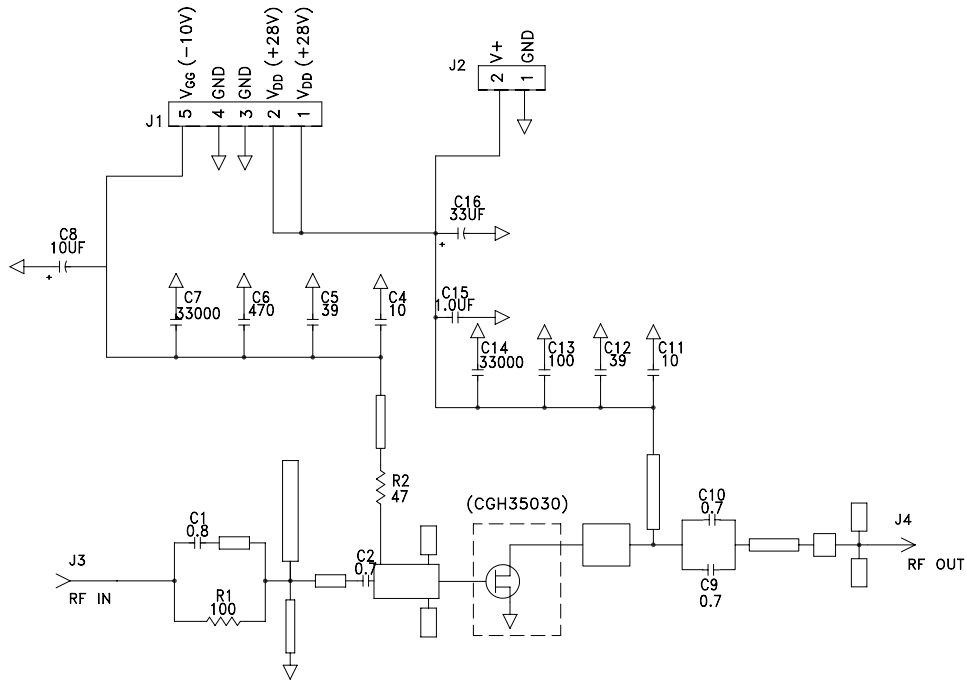 J1
5 VGG (-10V)
4 GND
3 GND
2 VDD (+28V)
1 VDD (+28V)
J2
2 V+
1 GND
C16
33UF
+
C8
10UF
+
C15
1.0UF
C7
33000
C6
470
C5
39
C4
10
C14
33000
C13
100
C12
39
C11
10
R2
47
(CGH35030)
C10
0.7
C1
0.8
C2
0.7
J4
RF OUT
J3
RF IN
R1
100
C9
0.7